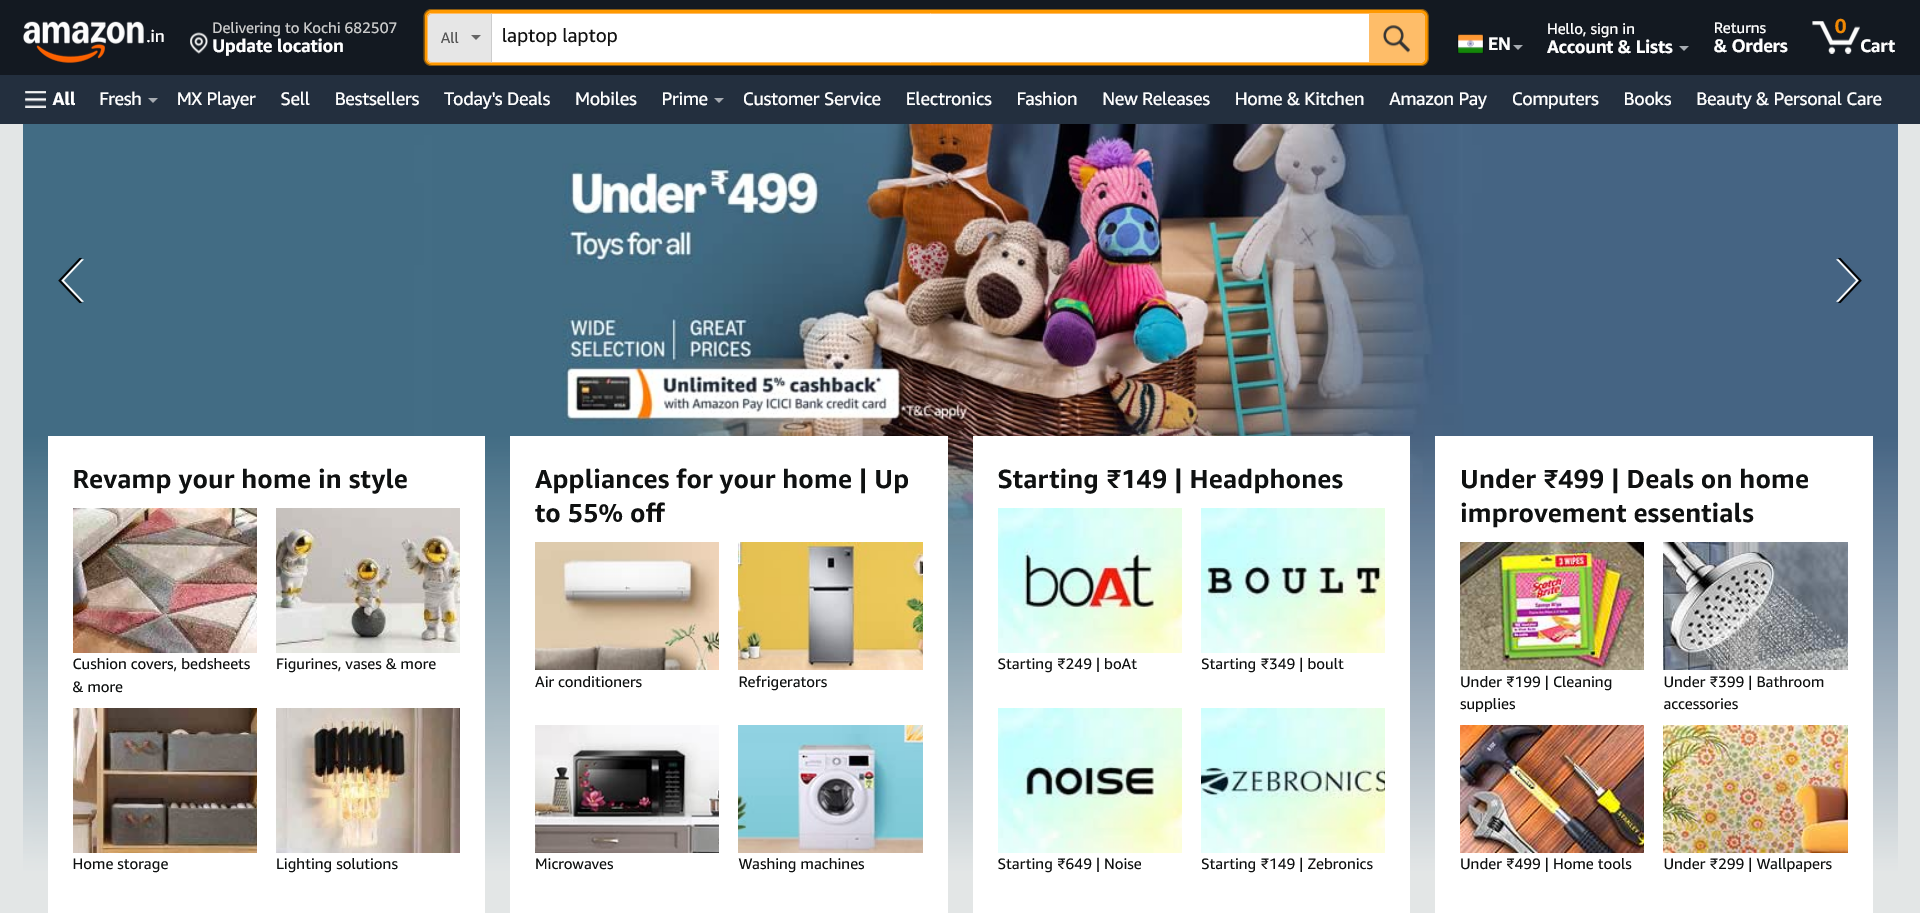 amazon.in
Delivering to Kochi 682507
Update location
All
laptop laptop
EN
Hello, sign in
Account & Lists
Returns
& Orders
0
Cart
All
Fresh
MX Player
Sell
Bestsellers
Today's Deals
Mobiles
Prime
Customer Service
Electronics
Fashion
New Releases
Home & Kitchen
Amazon Pay
Computers
Books
Beauty & Personal Care
Under ₹499
Toys for all
WIDE
SELECTION
GREAT
PRICES
Unlimited 5% cashback*
with Amazon Pay ICICI Bank credit card
*T&C apply
Revamp your home in style
Cushion covers, bedsheets
& more
Figurines, vases & more
Home storage
Lighting solutions
Appliances for your home | Up
to 55% off
Air conditioners
Refrigerators
Microwaves
Washing machines
Starting ₹149 | Headphones
boAt
BOULT
Starting ₹249 | boAt
Starting ₹349 | boult
noise
ZEBRONICS
Starting ₹649 | Noise
Starting ₹149 | Zebronics
Under ₹499 | Deals on home
improvement essentials
3 WIPES
Scotch
Brite
Under ₹199 | Cleaning
supplies
Under ₹399 | Bathroom
accessories
STANLEY
Under ₹499 | Home tools
Under ₹299 | Wallpapers